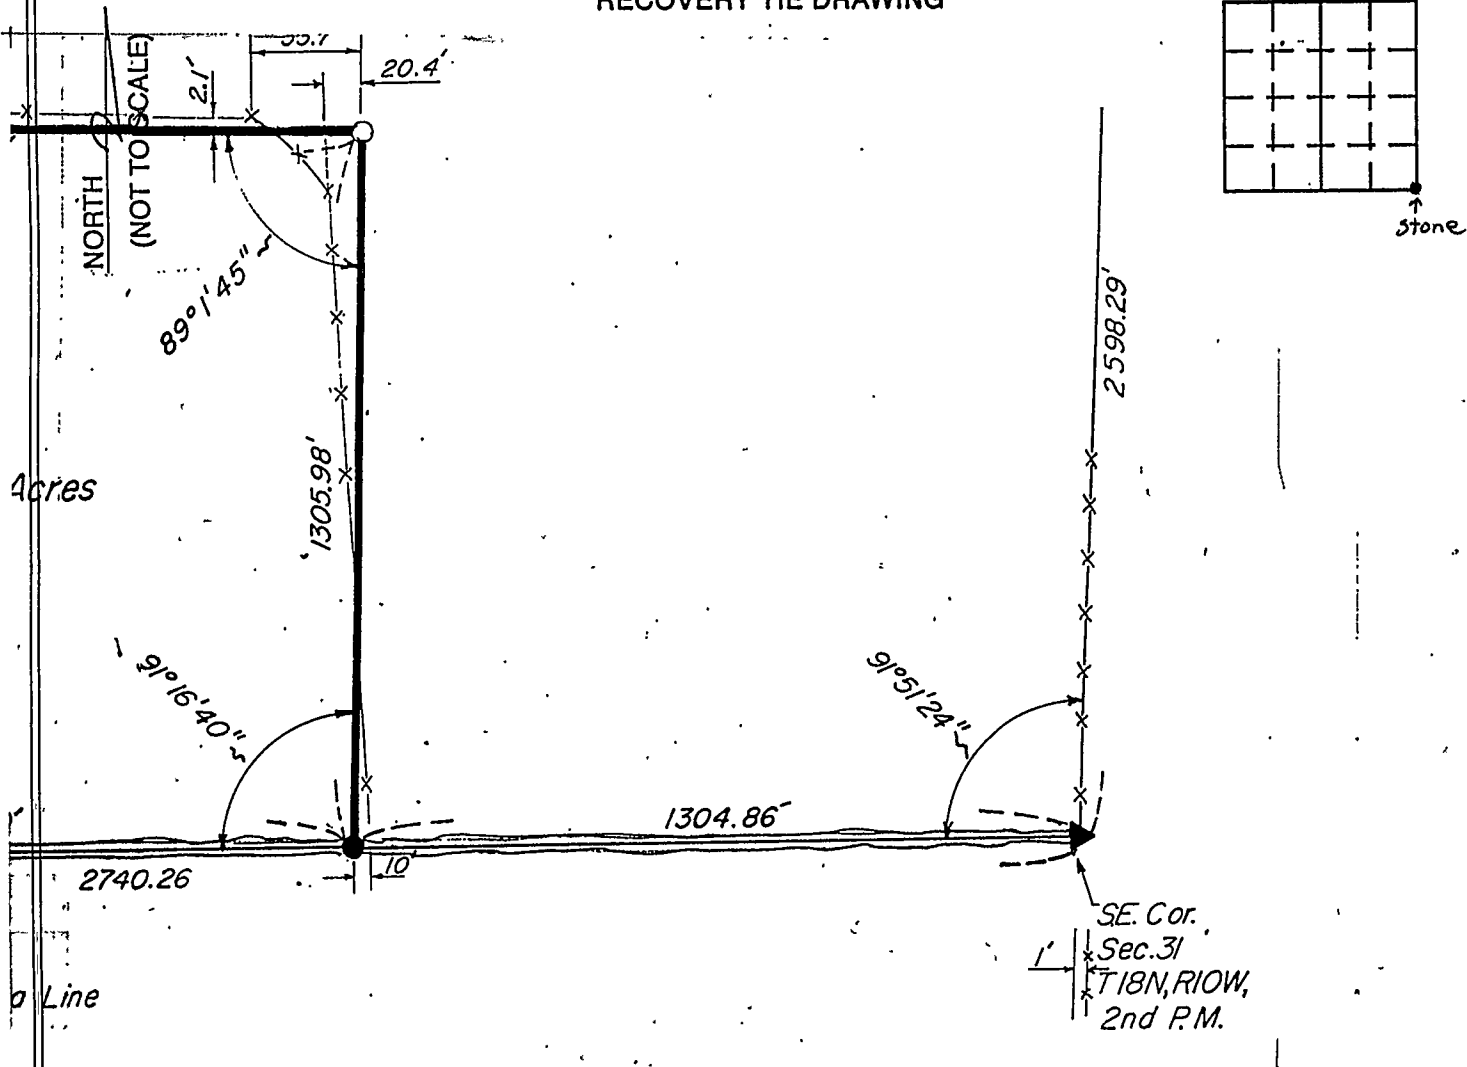 RECOVERY TIE DRAWING
20.4'
2.1'
NORTH
(NOT TO SCALE)
stone
89°1'45"
2598.29'
1305.98'
Acres
91°16'40"
91°51'24"
1304.86'
10'
2740.26
S.E. Cor.
Sec.31
1'
T18N, R10W,
2nd P.M.
Line